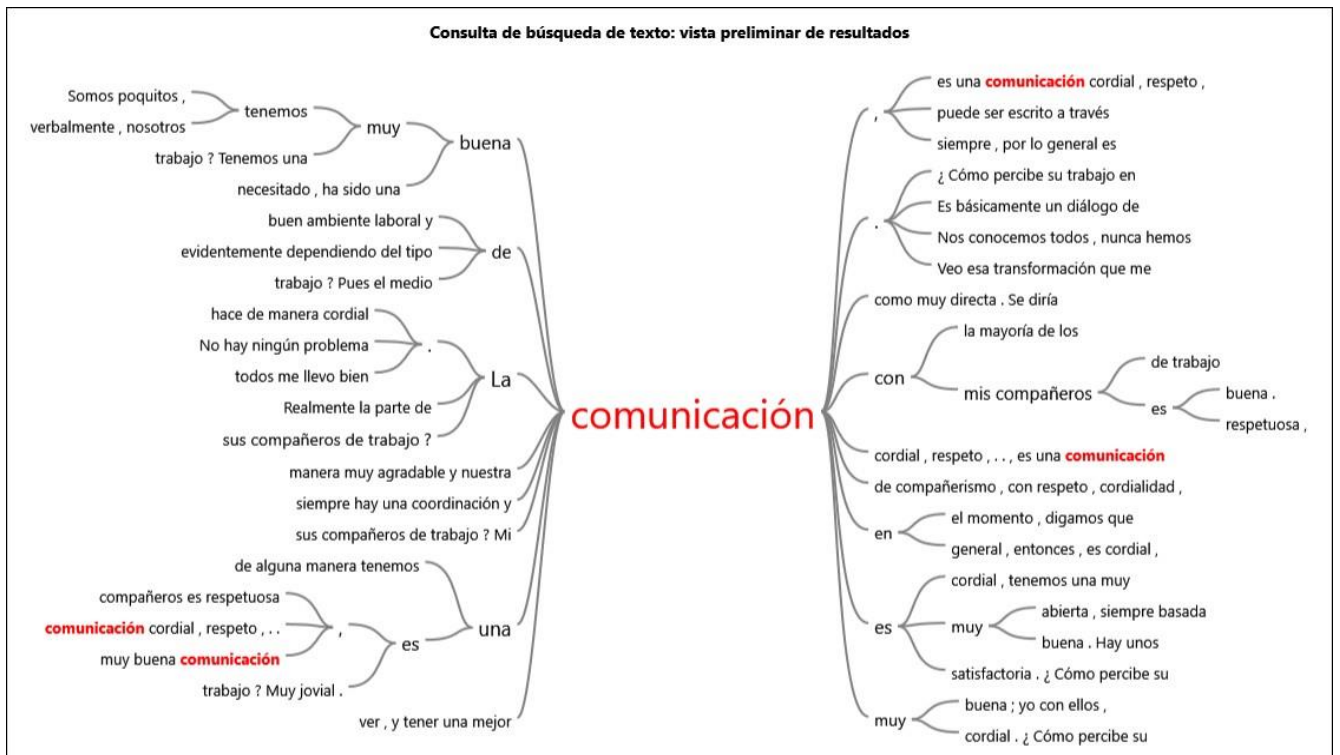 Consulta de búsqueda de texto: vista preliminar de resultados
Somos poquitos ,
verbalmente , nosotros
tenemos
trabajo ? Tenemos una
muy
necesitado , ha sido una
buena
buen ambiente laboral y
evidentemente dependiendo del tipo
trabajo ? Pues el medio
de
hace de manera cordial
No hay ningún problema
todos me llevo bien
.
Realmente la parte de
sus compañeros de trabajo ?
La
manera muy agradable y nuestra
siempre hay una coordinación y
sus compañeros de trabajo ? Mi
de alguna manera tenemos
compañeros es respetuosa
comunicación cordial , respeto , . .
muy buena comunicación
,
trabajo ? Muy jovial .
es
una
ver , y tener una mejor
comunicación
,
es una comunicación cordial , respeto ,
puede ser escrito a través
siempre , por lo general es
.
¿ Cómo percibe su trabajo en
Es básicamente un diálogo de
Nos conocemos todos , nunca hemos
Veo esa transformación que me
como muy directa . Se diría
con
la mayoría de los
mis compañeros
de trabajo
es
buena .
respetuosa ,
cordial , respeto , . . , es una comunicación
de compañerismo , con respeto , cordialidad ,
en
el momento , digamos que
general , entonces , es cordial ,
es
cordial , tenemos una muy
muy
abierta , siempre basada
buena . Hay unos
satisfactoria . ¿ Cómo percibe su
muy
buena ; yo con ellos ,
cordial . ¿ Cómo percibe su